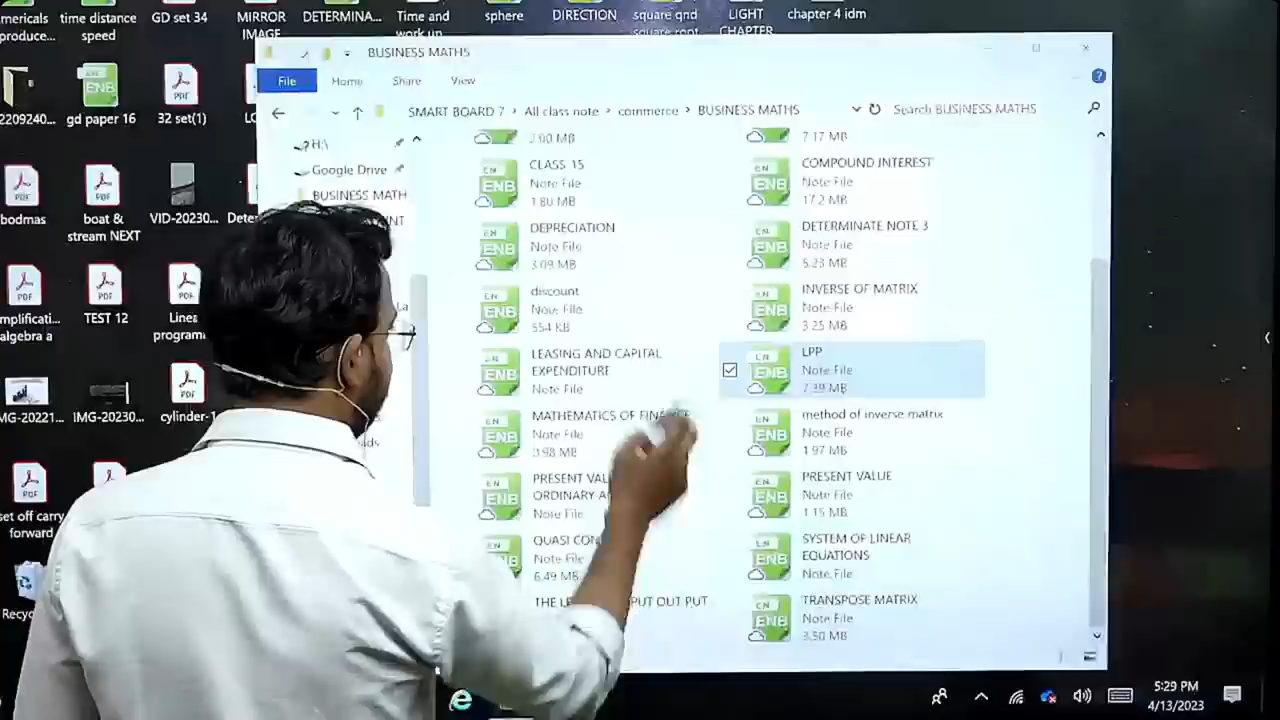 GD set 34
time distance
speed
MIRROR
IMAGE
DETERMINA...
Time and
work up
sphere
DIRECTION
square qnd
square root
LIGHT
CHAPTER
chapter 4 idm
gd paper 16
32 set(1)
bodmas
boat &
stream NEXT
VID-20230...
TEST 12
Linea
program
IMG-20230...
cylinder-1
set off carry
forward
BUSINESS MATHS
File
Home
Share
View
SMART BOARD 7 › All class note › commerce › BUSINESS MATHS
Search BUSINESS MATHS
H:\
Google Drive
BUSINESS MATH
2.00 MB
7.17 MB
CLASS 15
Note File
1.80 MB
COMPOUND INTEREST
Note File
17.2 MB
DEPRECIATION
Note File
3.09 MB
DETERMINATE NOTE 3
Note File
5.23 MB
discount
Note File
554 KB
INVERSE OF MATRIX
Note File
3.25 MB
LEASING AND CAPITAL
EXPENDITURE
Note File
LPP
Note File
7.39 MB
MATHEMATICS OF
Note File
3.98 MB
method of inverse matrix
Note File
1.97 MB
PRESENT
ORDINARY
Note File
PRESENT VALUE
Note File
1.15 MB
QUASI
Note File
6.49 MB
SYSTEM OF LINEAR
EQUATIONS
Note File
THE
OUT PUT
TRANSPOSE MATRIX
Note File
3.50 MB
5:29 PM
4/13/2023